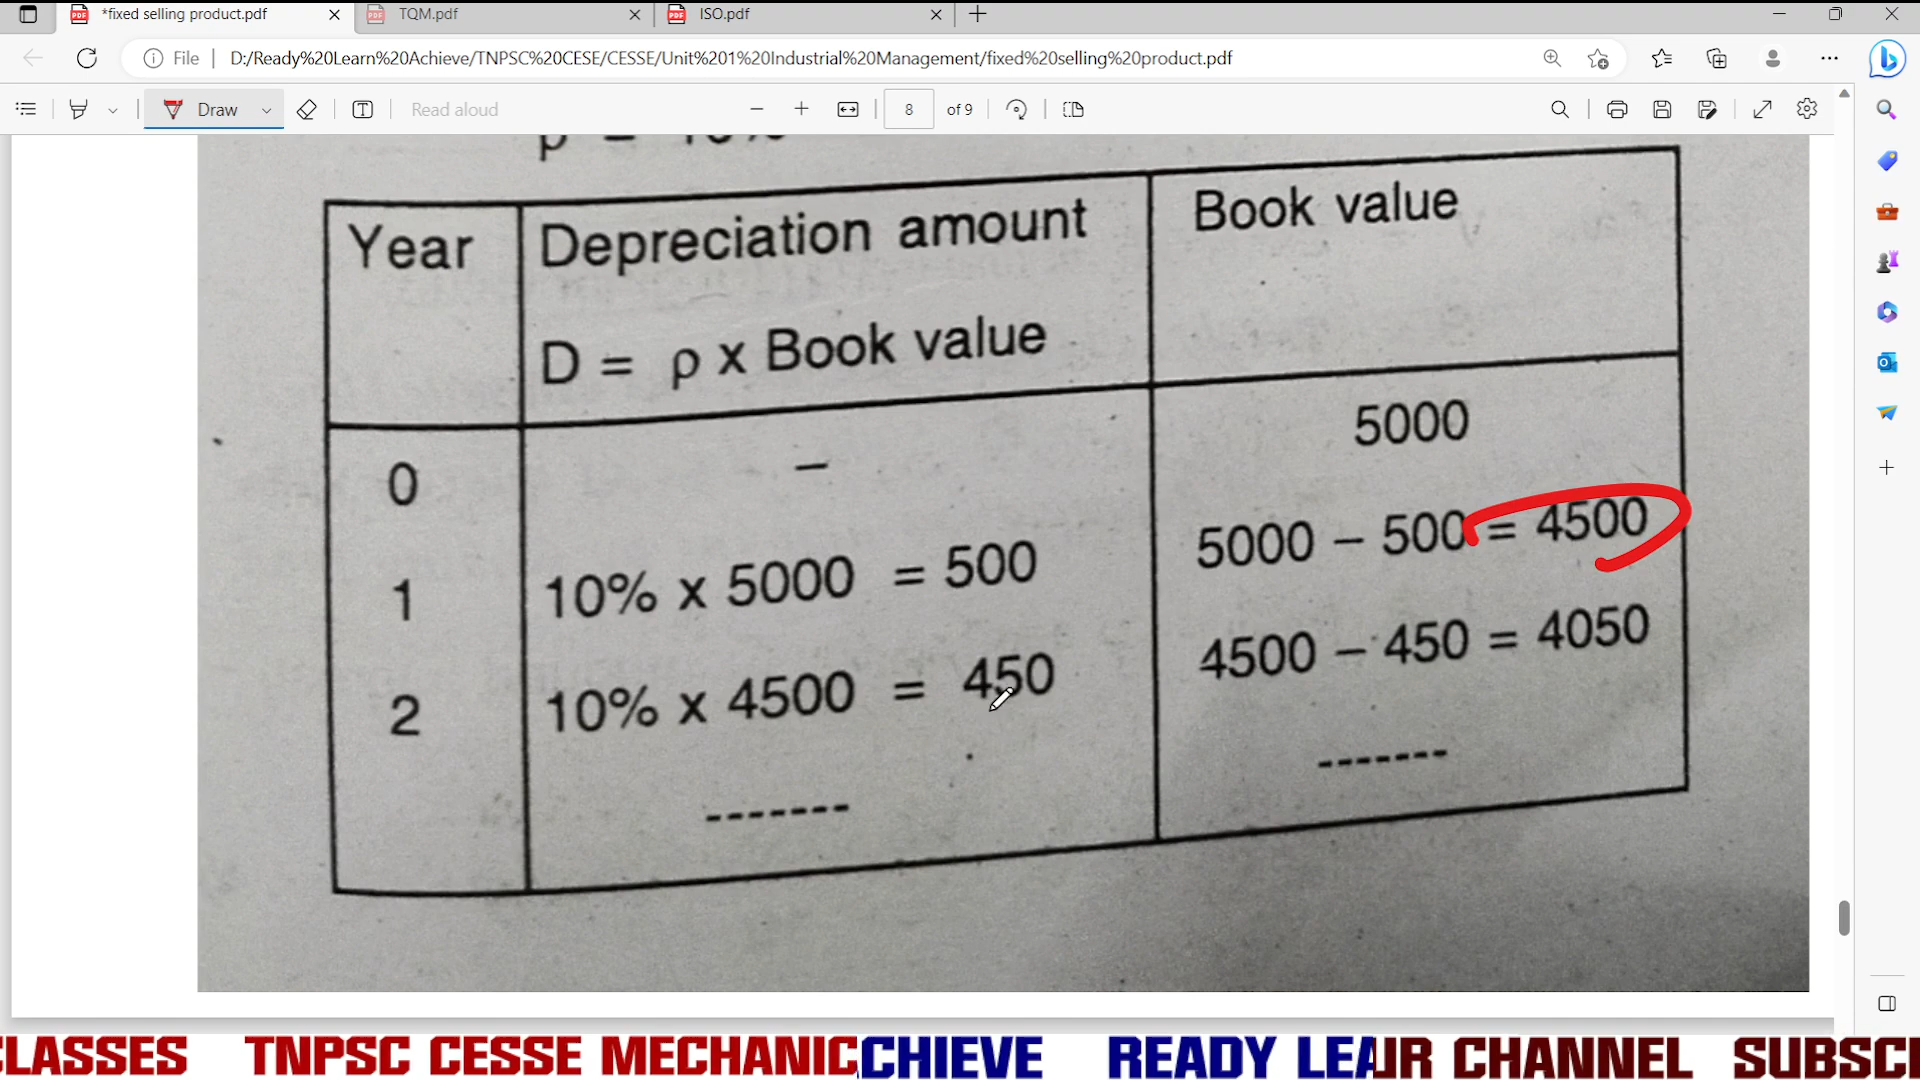 *fixed selling product.pdf
TQM.pdf
ISO.pdf
File
D:/Ready%20Learn%20Achieve/TNPSC%20CESE/CESSE/Unit%201%20Industrial%20Management/fixed%20selling%20product.pdf
Draw
Read aloud
8 of 9
Year
Depreciation amount
Book value
D = ρ x Book value
0
–
5000
1
10% x 5000 = 500
5000 – 500 = 4500
2
10% x 4500 = 450
4500 – 450 = 4050
-------
-------
CLASSES TNPSC CESSE MECHANIC
CHIEVE READY LEA
UR CHANNEL SUBSC